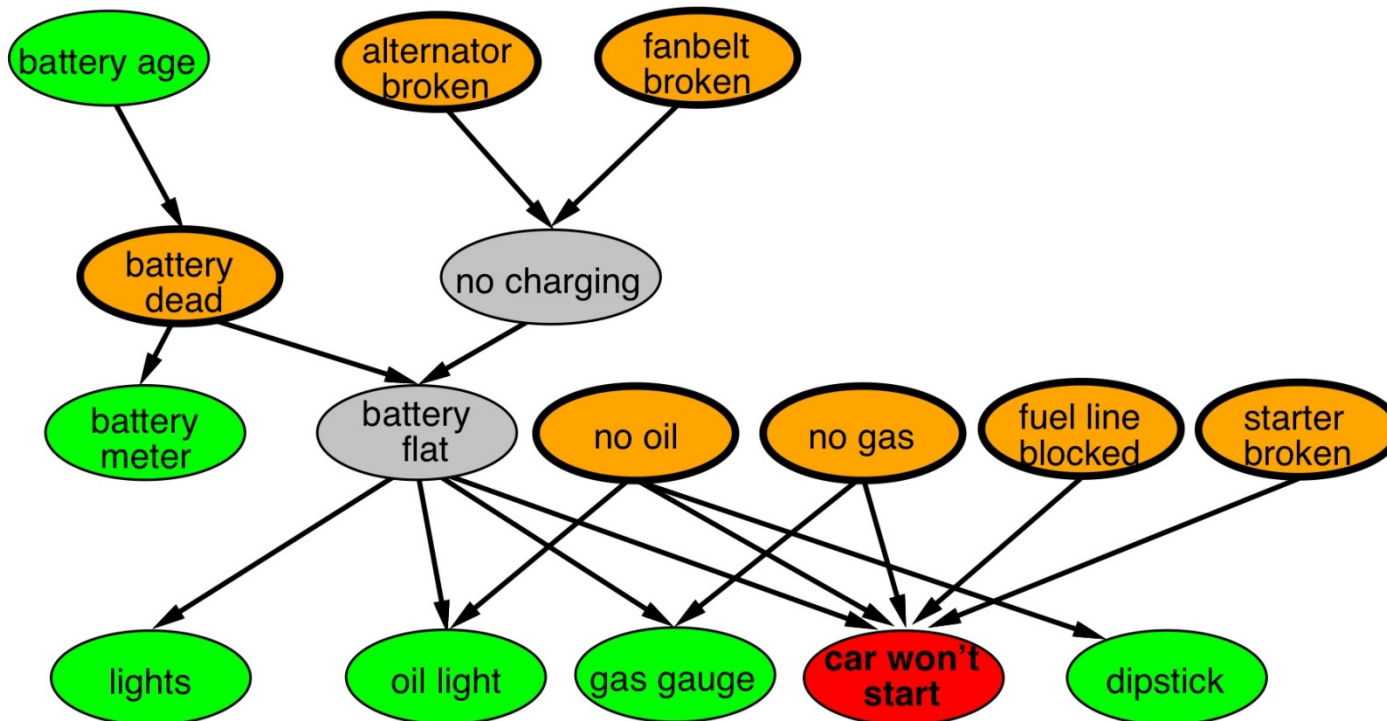 battery age
alternator
broken
fanbelt
broken
battery
dead
no charging
battery
meter
battery
flat
no oil
no gas
fuel line
blocked
starter
broken
lights
oil light
gas gauge
car won't
start
dipstick